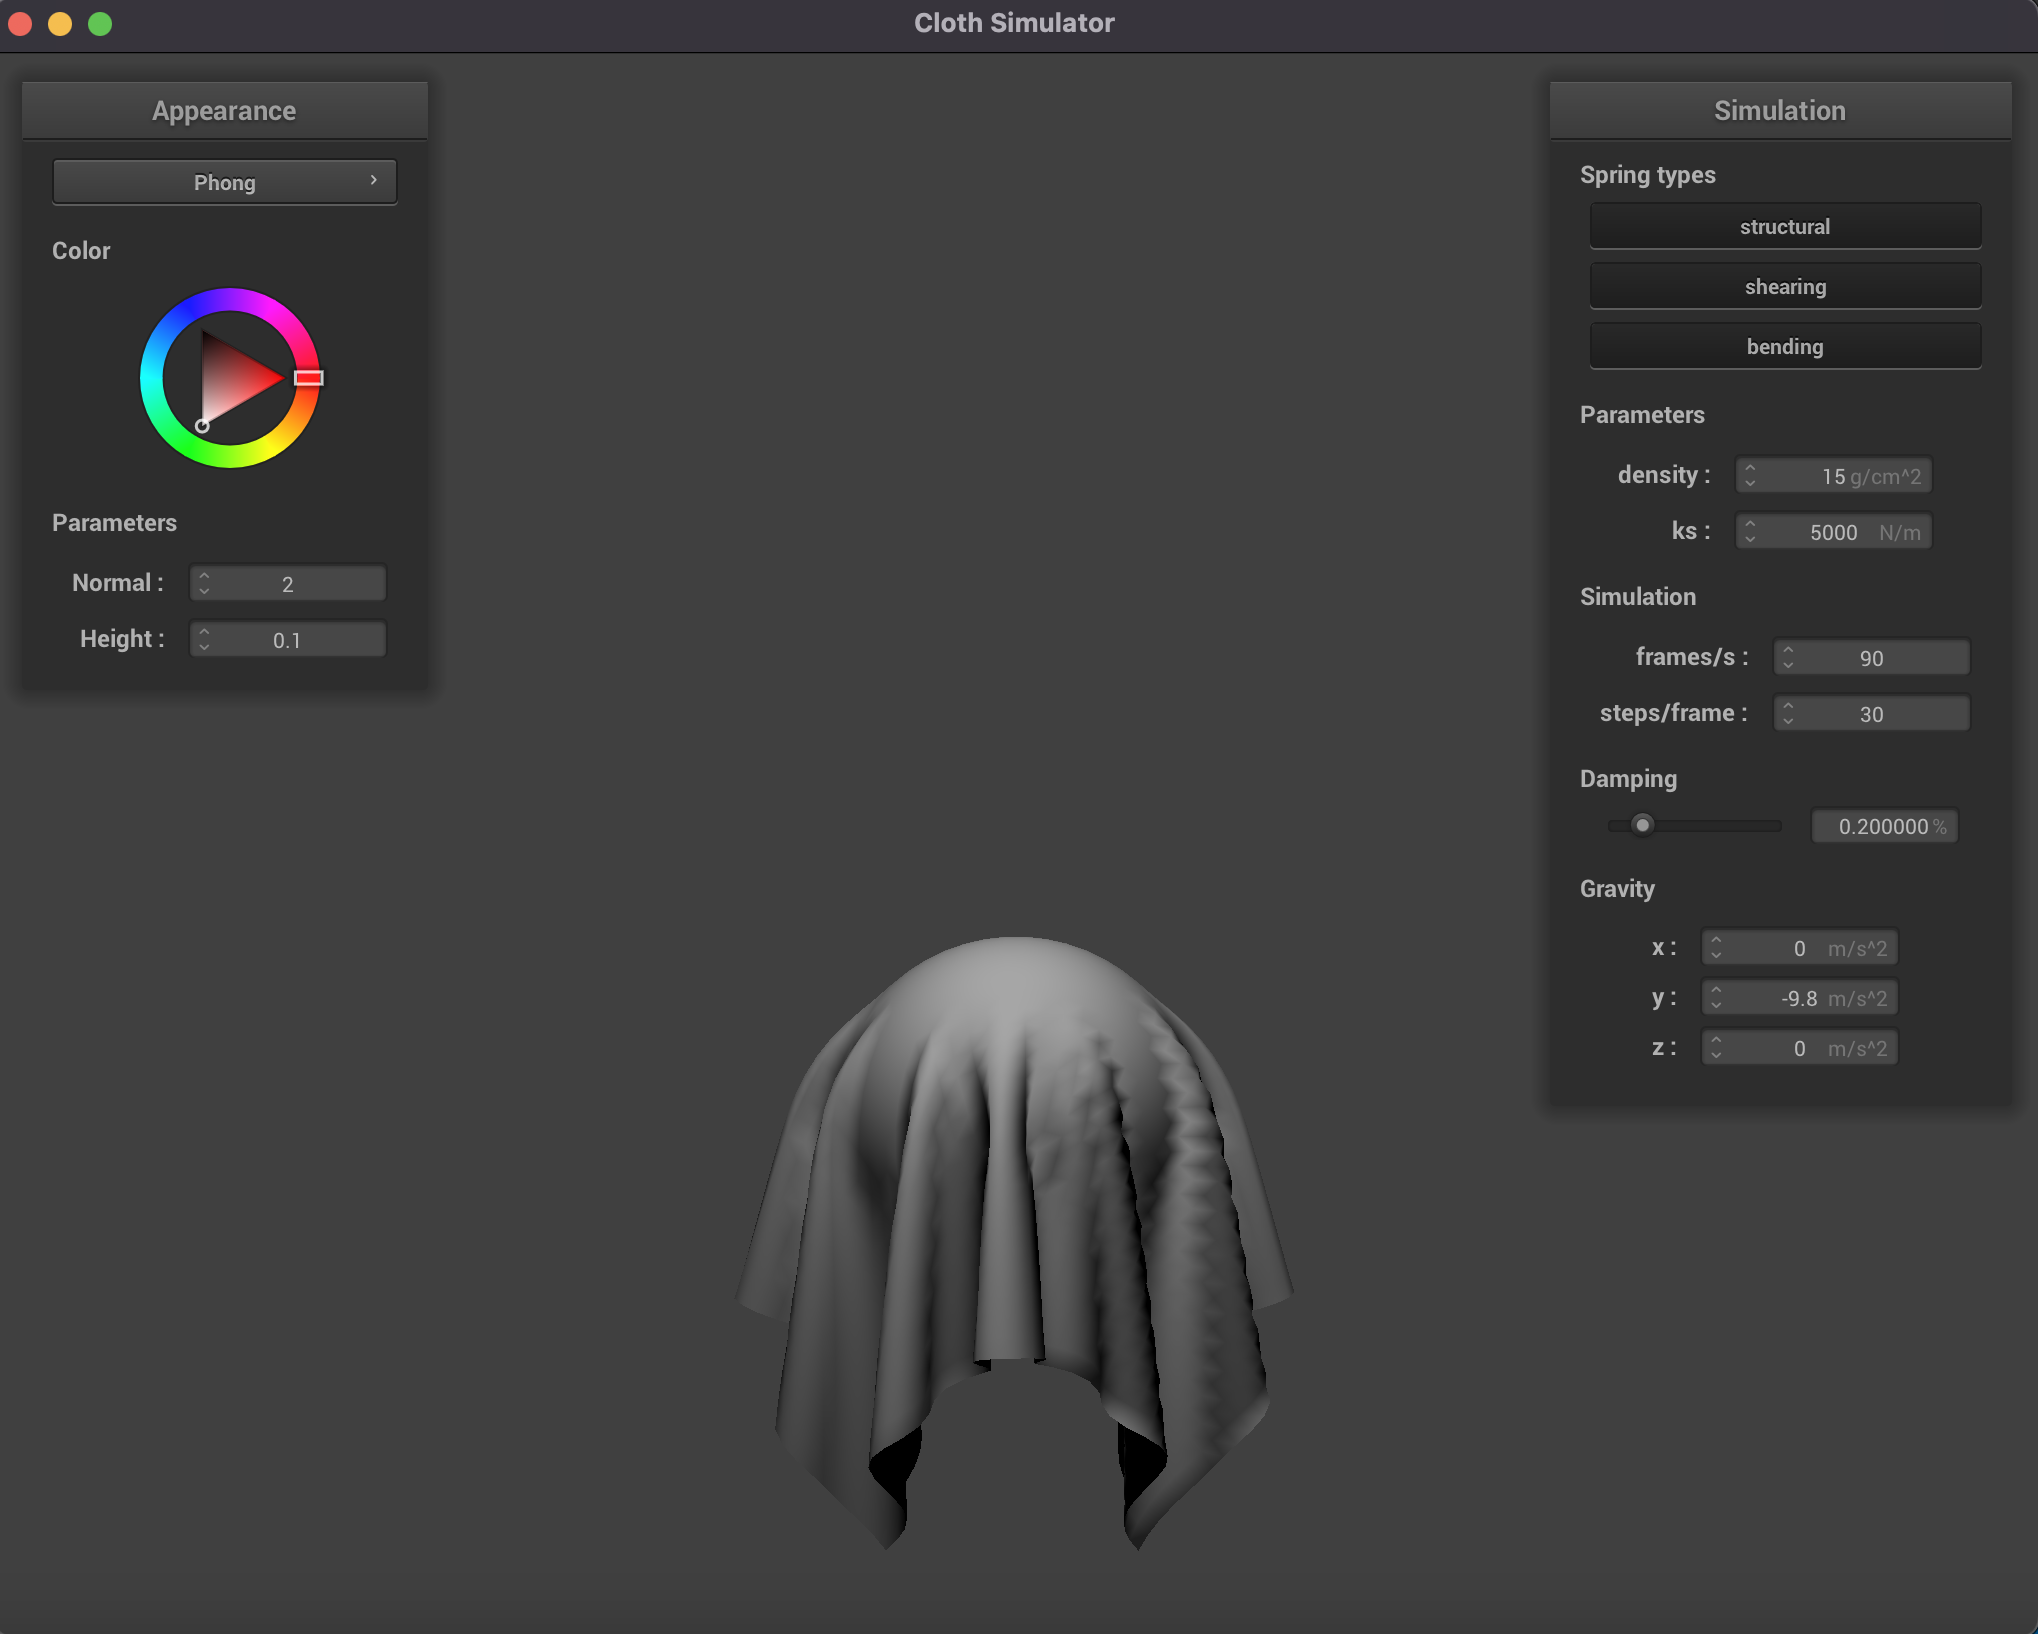 Cloth Simulator
Appearance
Phong
Color
Parameters
Normal : 2
Height : 0.1
Simulation
Spring types
structural
shearing
bending
Parameters
density : 15 g/cm^2
ks : 5000 N/m
Simulation
frames/s : 90
steps/frame : 30
Damping
0.200000 %
Gravity
x : 0 m/s^2
y : -9.8 m/s^2
z : 0 m/s^2